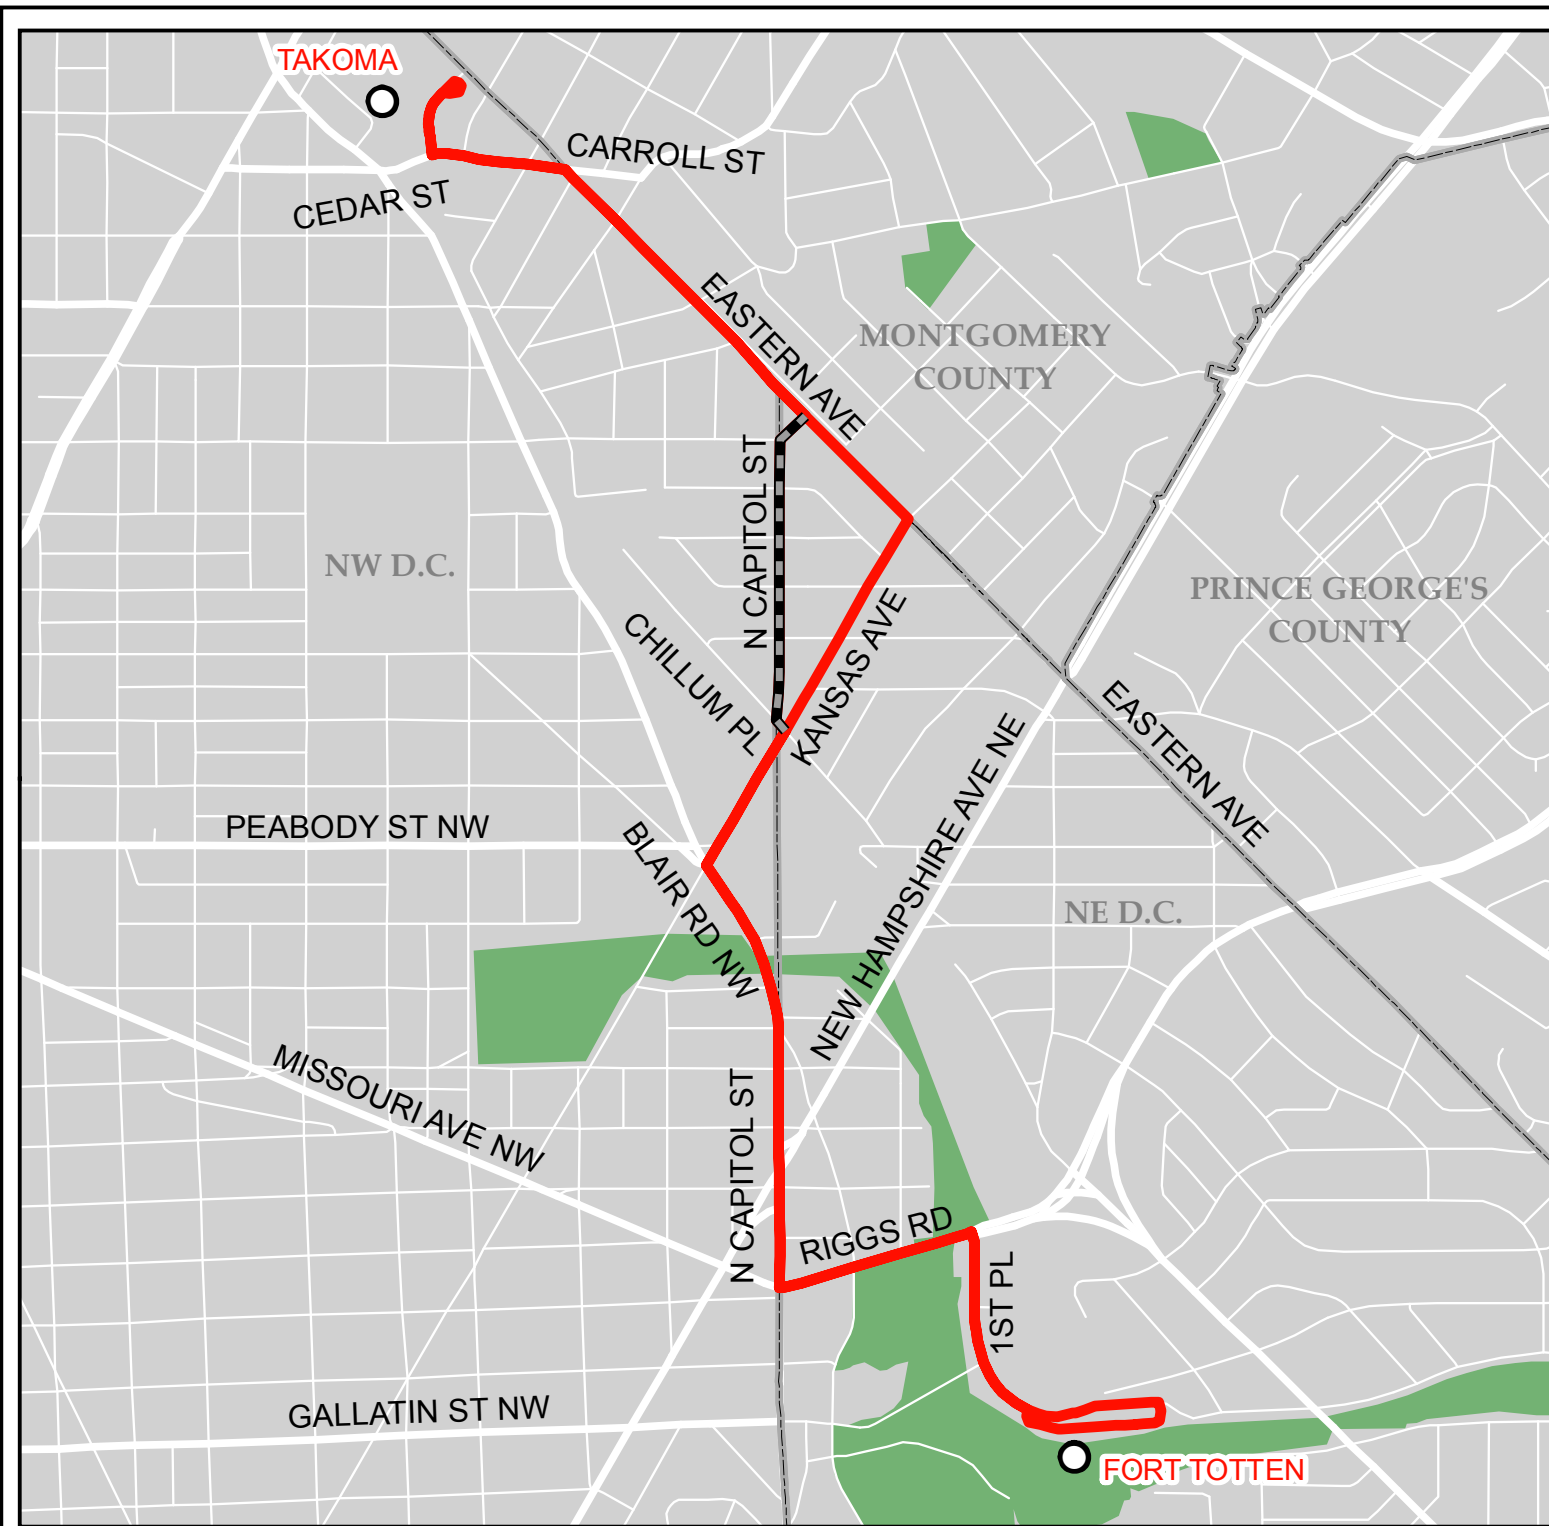 TAKOMA
CARROLL ST
CEDAR ST
EASTERN AVE
MONTGOMERY
COUNTY
N CAPITOL ST
NW D.C.
PRINCE GEORGE'S
COUNTY
CHILLUM PL
KANSAS AVE
EASTERN AVE
PEABODY ST NW
BLAIR RD NW
NEW HAMPSHIRE AVE NE
NE D.C.
MISSOURI AVE NW
N CAPITOL ST
RIGGS RD
1ST PL
GALLATIN ST NW
FORT TOTTEN